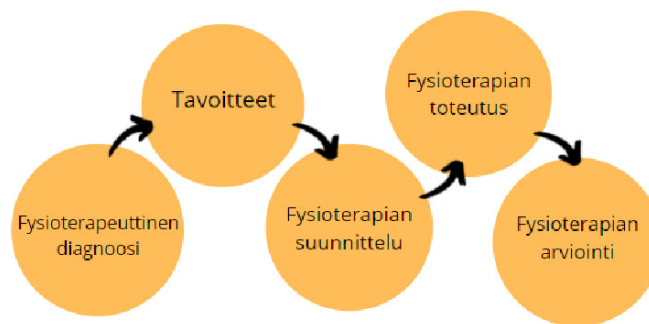 Fysioterapeuttinen
diagnoosi
Tavoitteet
Fysioterapian
suunnittelu
Fysioterapian
toteutus
Fysioterapian
arviointi